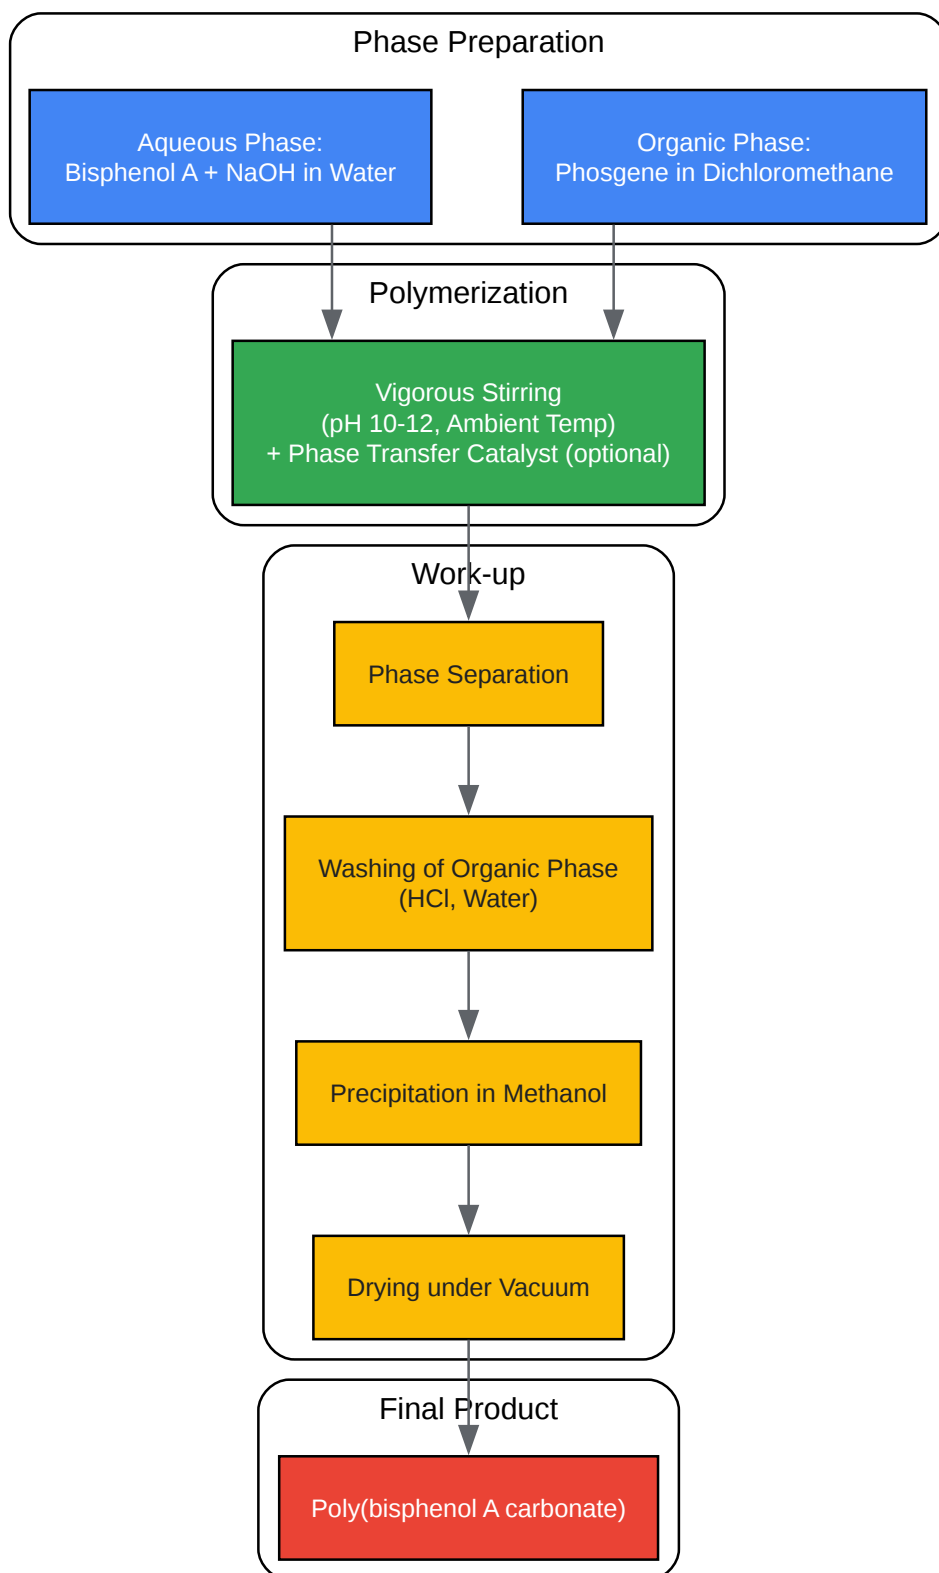 Phase Preparation
Aqueous Phase:
Bisphenol A + NaOH in Water
Organic Phase:
Phosgene in Dichloromethane
Polymerization
Vigorous Stirring
(pH 10-12, Ambient Temp)
+ Phase Transfer Catalyst (optional)
Work-up
Phase Separation
Washing of Organic Phase
(HCl, Water)
Precipitation in Methanol
Drying under Vacuum
Final Product
Poly(bisphenol A carbonate)